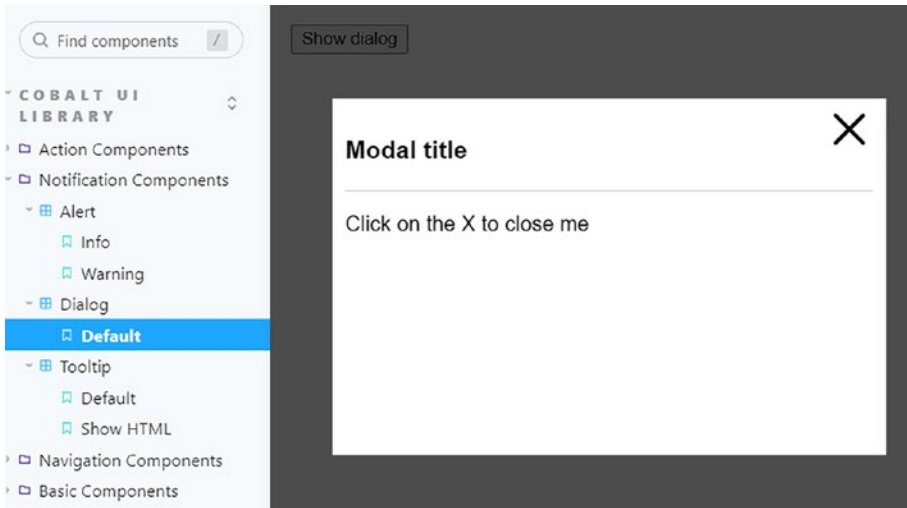 Find components /
COBALT UI
LIBRARY
Action Components
Notification Components
Alert
Info
Warning
Dialog
Default
Tooltip
Default
Show HTML
Navigation Components
Basic Components
Show dialog
Modal title
Click on the X to close me